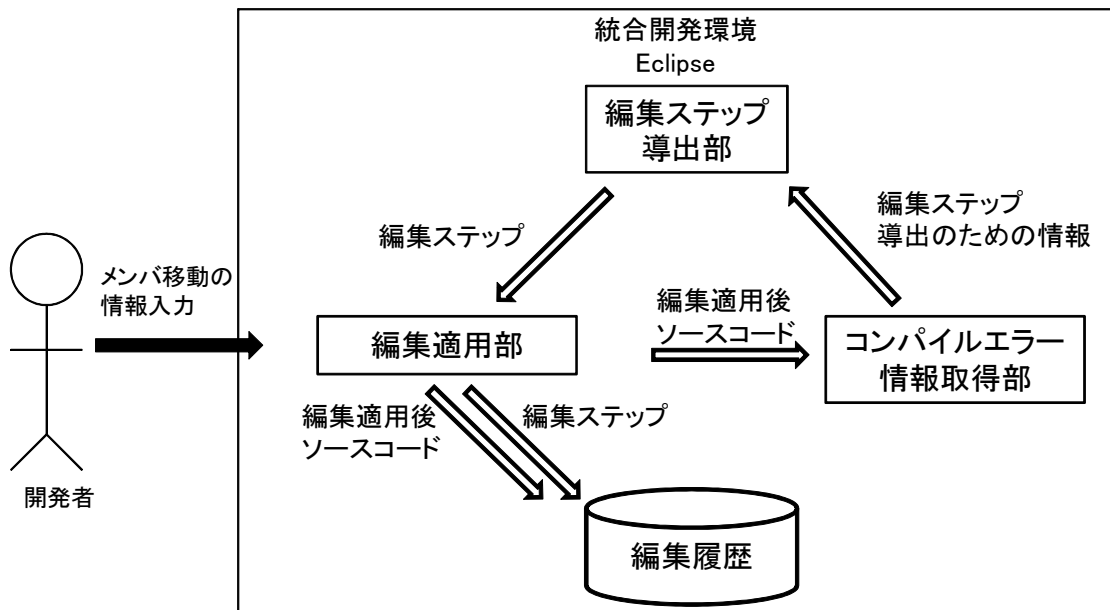 統合開発環境
Eclipse
編集ステップ
導出部
編集ステップ
編集ステップ
導出のための情報
メンバ移動の
情報入力
編集適用後
ソースコード
編集適用部
コンパイルエラー
情報取得部
編集適用後
ソースコード
編集ステップ
開発者
編集履歴